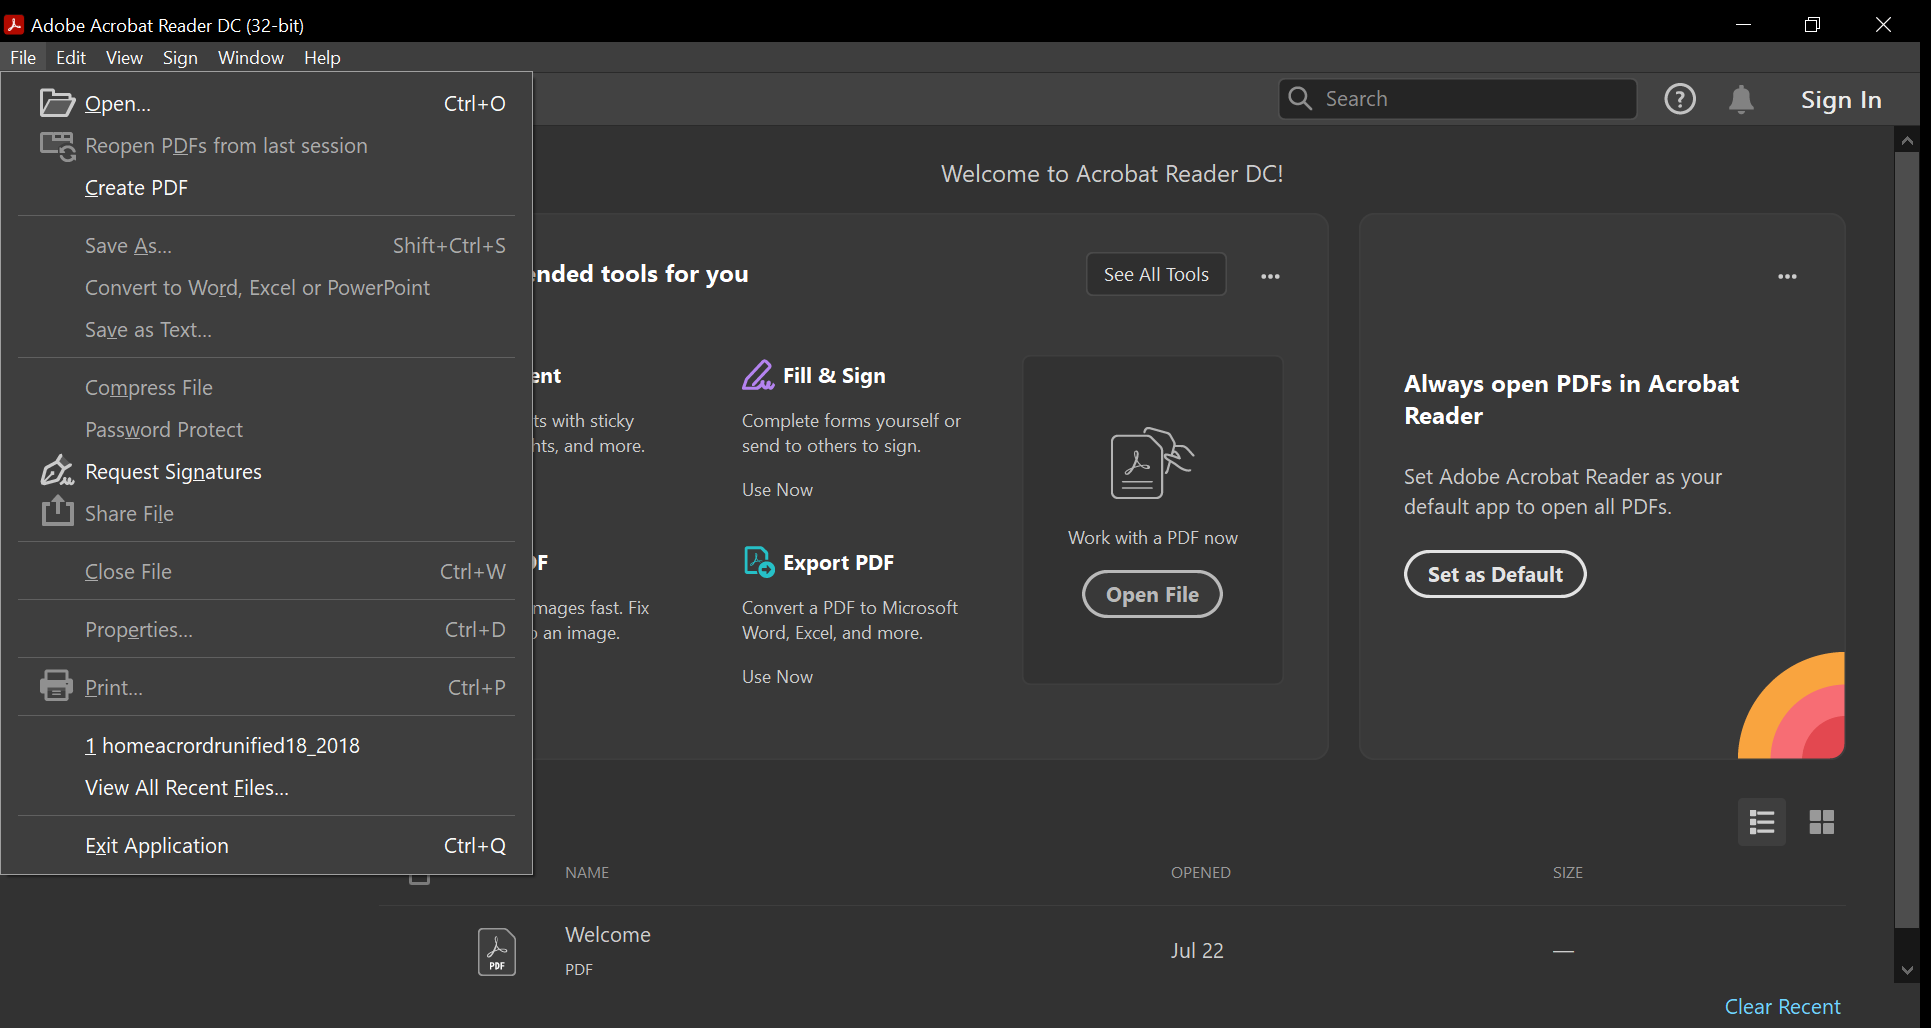 Adobe Acrobat Reader DC (32-bit)
File Edit View Sign Window Help
Open... Ctrl+O
Reopen PDFs from last session
Create PDF
Save As... Shift+Ctrl+S
Convert to Word, Excel or PowerPoint
Save as Text...
Compress File
Password Protect
Request Signatures
Share File
Close File Ctrl+W
Properties... Ctrl+D
Print... Ctrl+P
1 homeacrordrunified18_2018
View All Recent Files...
Exit Application Ctrl+Q
Search
Sign In
Welcome to Acrobat Reader DC!
ended tools for you
See All Tools
ent
ts with sticky
hts, and more.
Fill & Sign
Complete forms yourself or
send to others to sign.
Use Now
DF
mages fast. Fix
an image.
Export PDF
Convert a PDF to Microsoft
Word, Excel, and more.
Use Now
Work with a PDF now
Open File
Always open PDFs in Acrobat
Reader
Set Adobe Acrobat Reader as your
default app to open all PDFs.
Set as Default
NAME OPENED SIZE
Welcome
PDF
PDF
Jul 22 —
Clear Recent